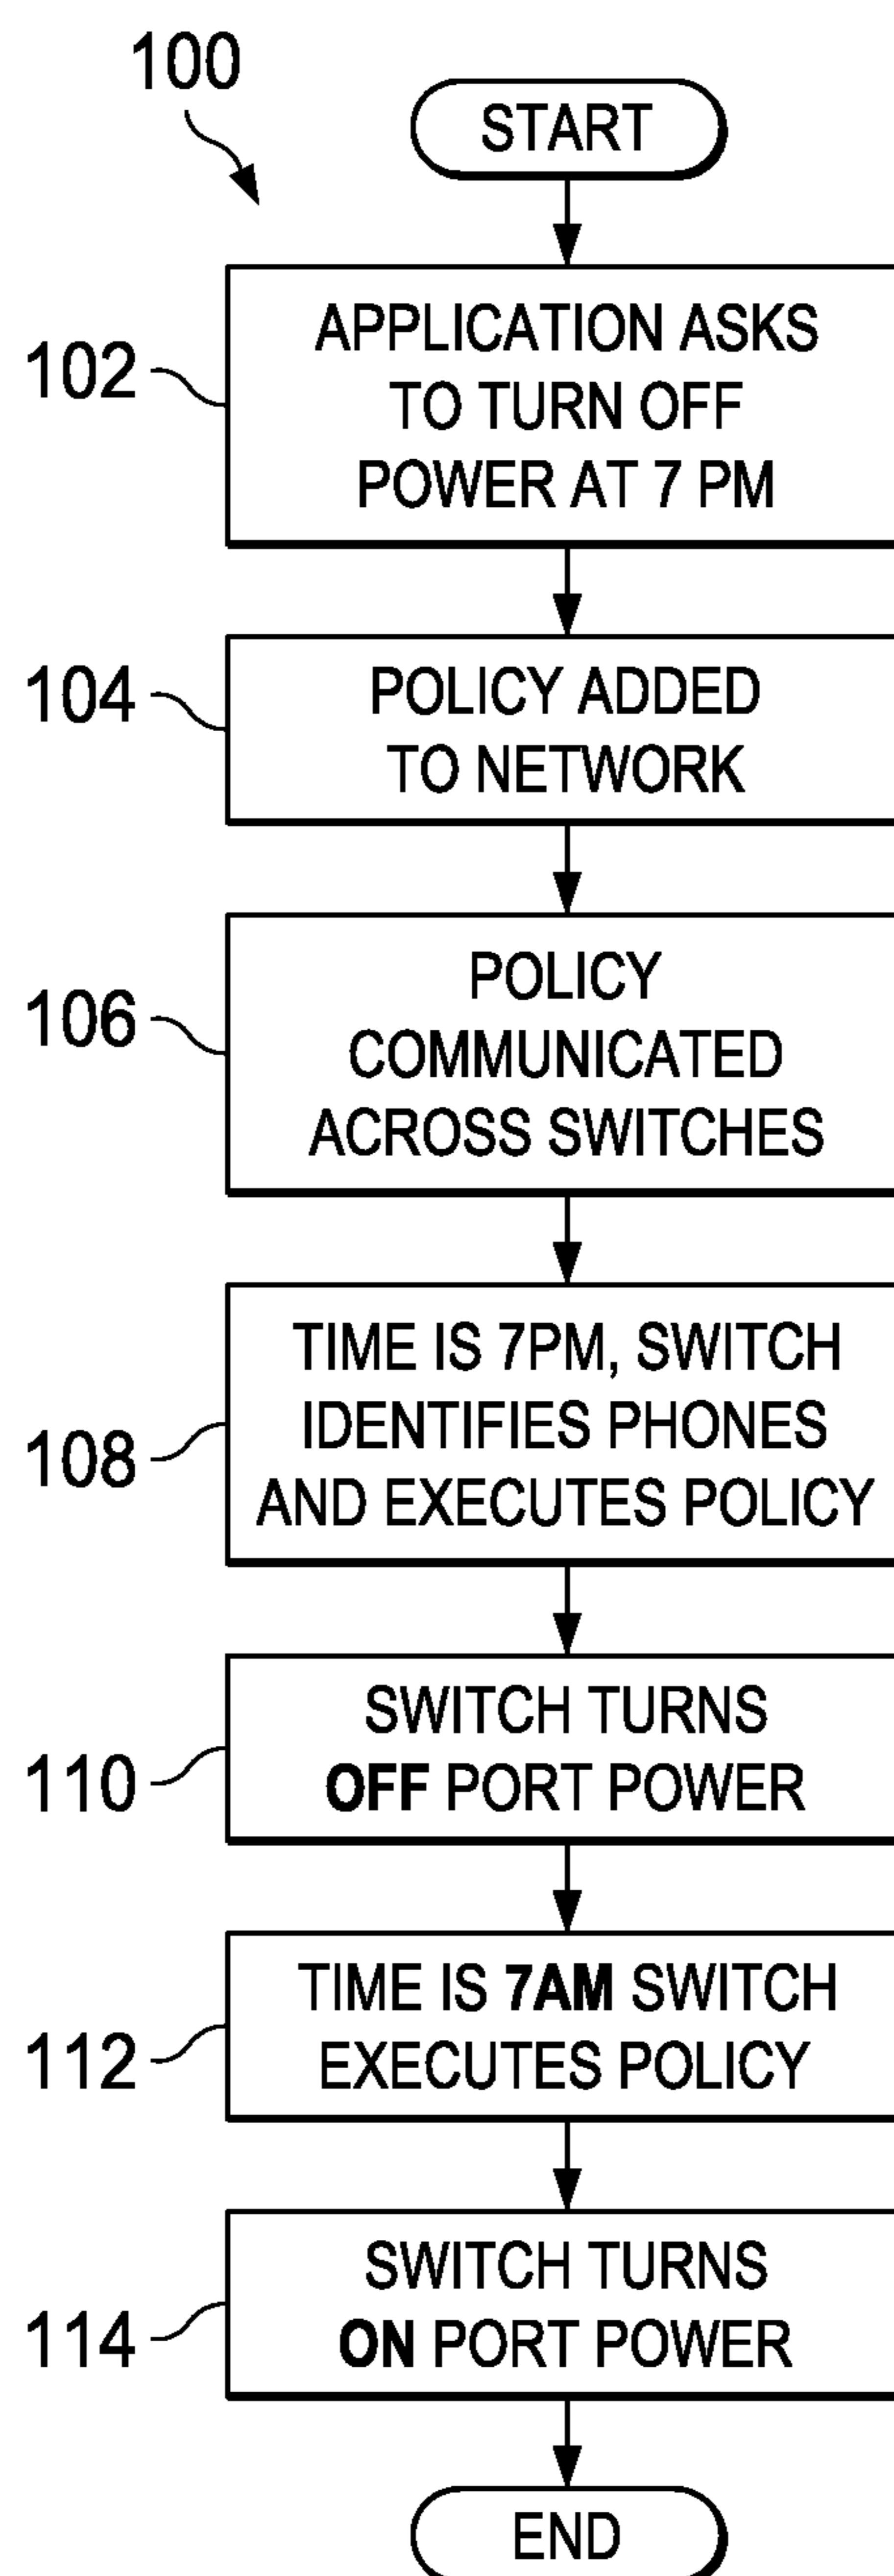 100
START
102
APPLICATION ASKS
TO TURN OFF
POWER AT 7 PM
104
POLICY ADDED
TO NETWORK
106
POLICY
COMMUNICATED
ACROSS SWITCHES
108
TIME IS 7PM, SWITCH
IDENTIFIES PHONES
AND EXECUTES POLICY
110
SWITCH TURNS
OFF PORT POWER
112
TIME IS 7AM SWITCH
EXECUTES POLICY
114
SWITCH TURNS
ON PORT POWER
END